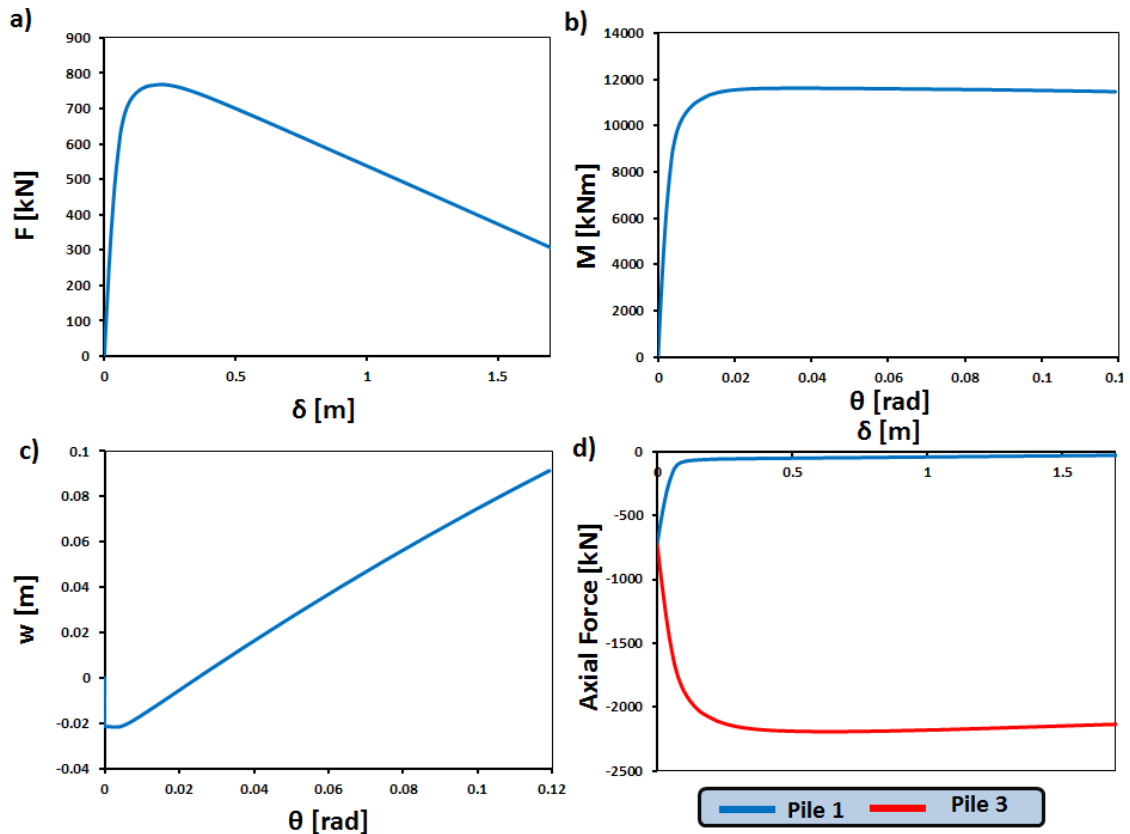 a)
900
800
700
600
500
400
300
200
100
0
F [kN]
0 0.5 1 1.5
δ [m]
b)
14000
12000
10000
8000
6000
4000
2000
0
M [kNm]
0 0.02 0.04 0.06 0.08 0.1 0.1
θ [rad]
c)
0.1
0.08
0.06
0.04
0.02
0
-0.02
-0.04
w [m]
0 0.02 0.04 0.06 0.08 0.1 0.12
θ [rad]
δ [m]
d)
0 0.5 1 1.5
0
-500
-1000
-1500
-2000
-2500
Axial Force [kN]
Pile 1 Pile 3